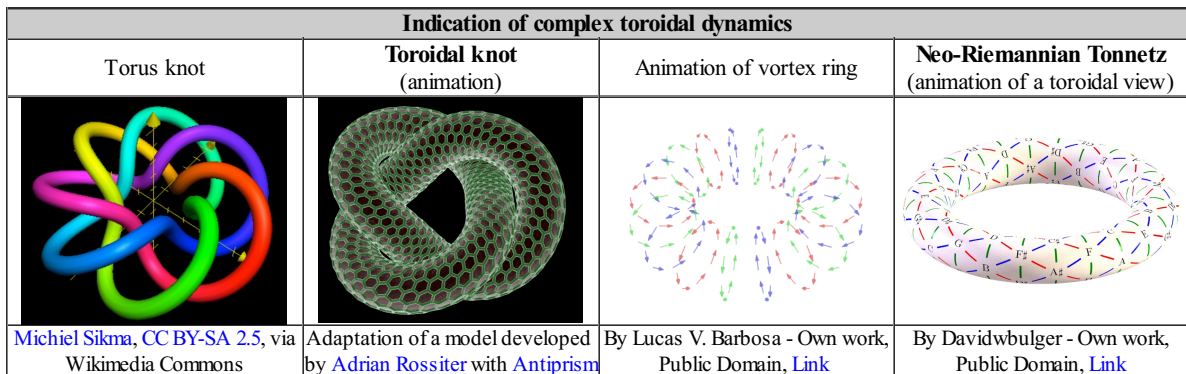 Indication of complex toroidal dynamics
Torus knot
Toroidal knot
(animation)
Animation of vortex ring
Neo-Riemannian Tonnetz
(animation of a toroidal view)
D
A#
D#
B
G
D
B
F#
C#
A#
F
A
E
Michiel Sikma, CC BY-SA 2.5, via
Wikimedia Commons
Adaptation of a model developed
by Adrian Rossiter with Antiprism
By Lucas V. Barbosa - Own work,
Public Domain, Link
By Davidwbulger - Own work,
Public Domain, Link